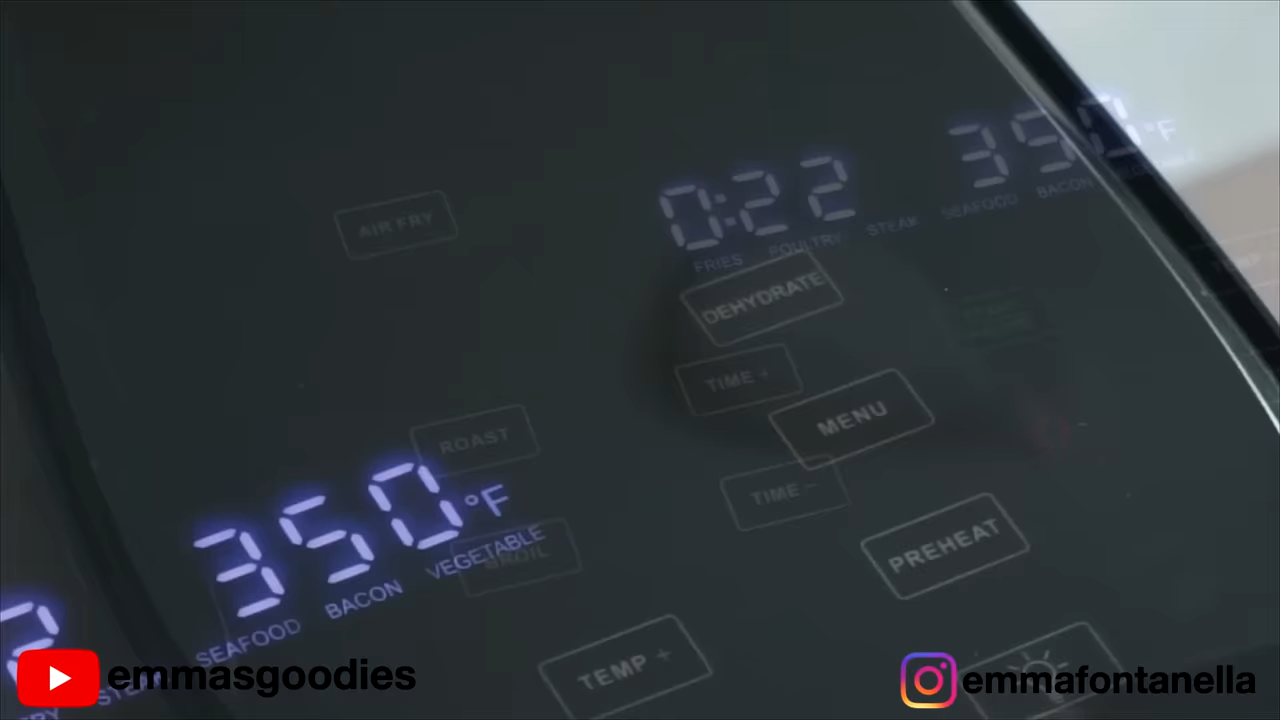 AIR FRY
0:22 390°F
FRIES POULTRY STEAK SEAFOOD BACON
DEHYDRATE
TIME +
MENU
ROAST
TIME −
350°F
BROIL
SEAFOOD BACON VEGETABLE
PREHEAT
TEMP +
emmasgoodies
emmafontanella